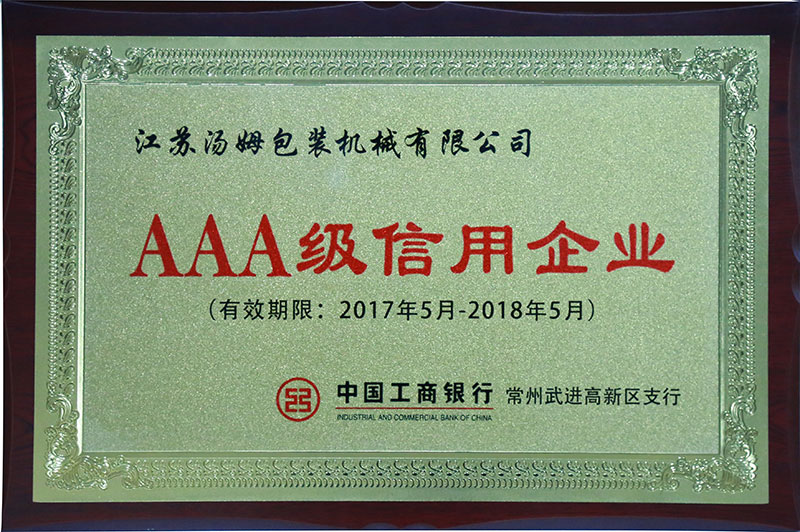 江苏汤姆包装机械有限公司
AAA级信用企业
（有效期限：2017年5月-2018年5月）
中国工商银行 常州武进高新区支行
INDUSTRIAL AND COMMERCIAL BANK OF CHINA